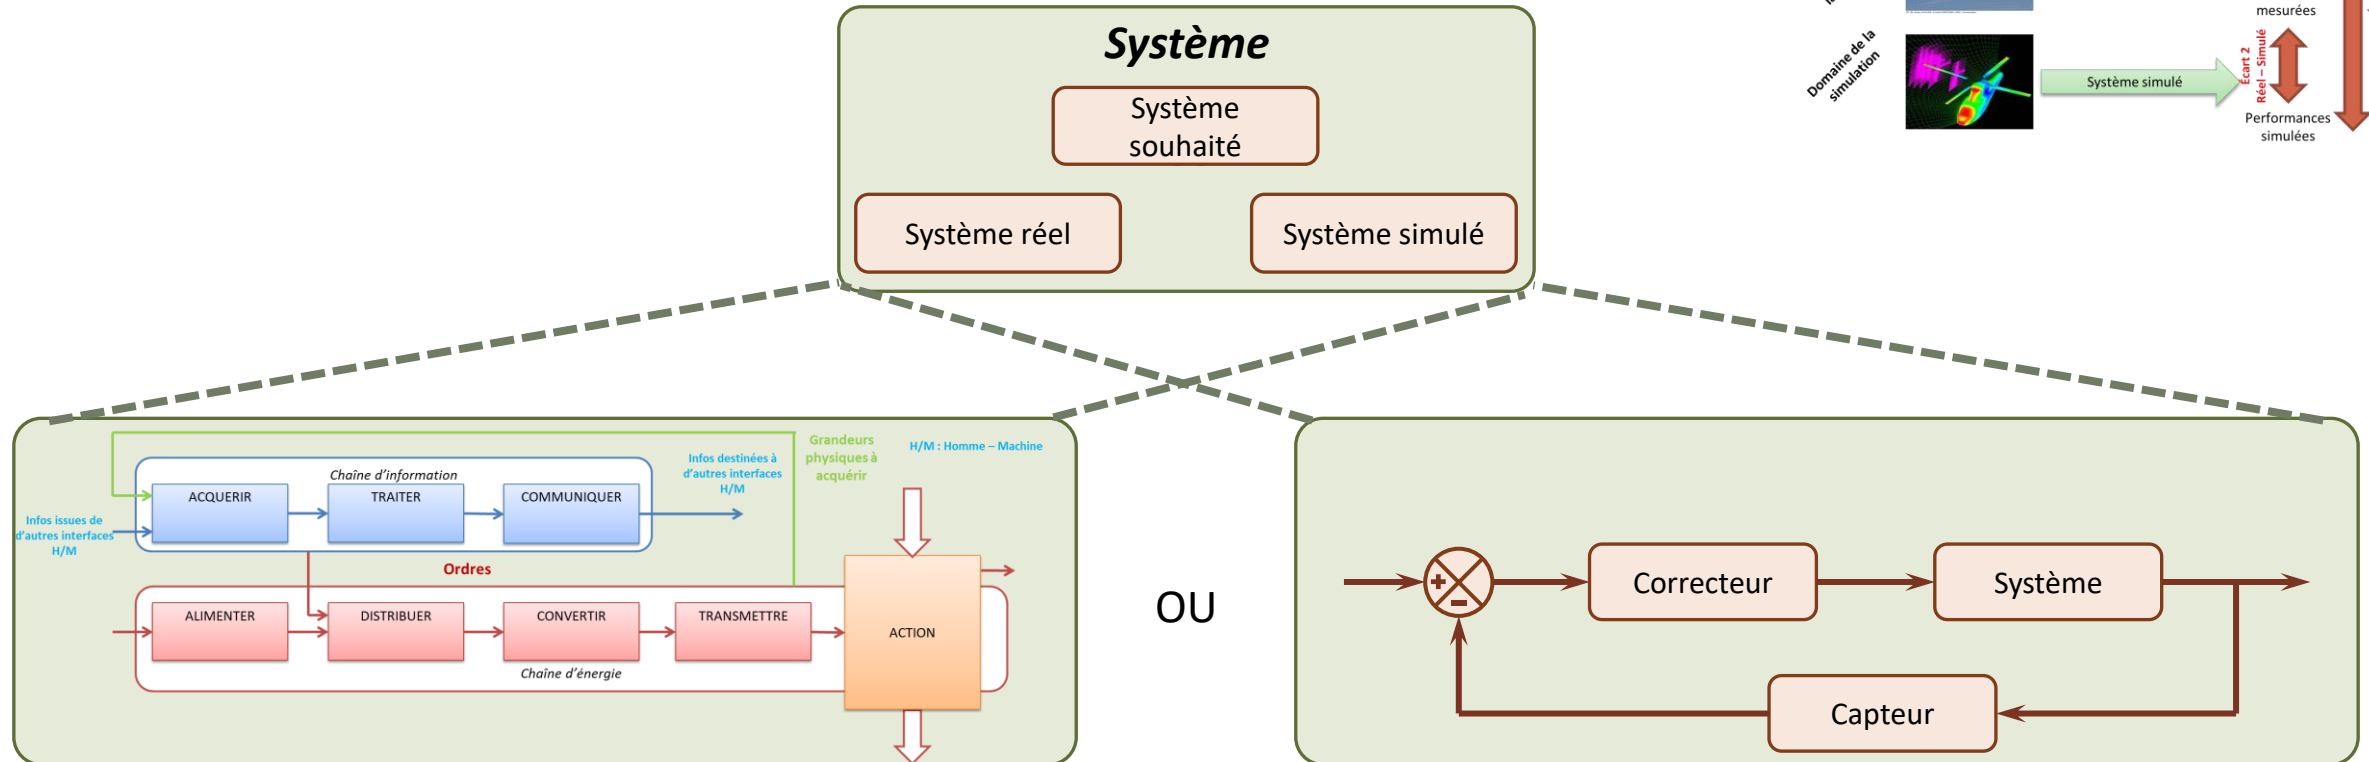 Système
Système
souhaité
Système réel
Système simulé
mesurées
Domaine de la
simulation
Système simulé
Écart 2
Réel – Simulé
Performances
simulées
Grandeurs
physiques à
acquérir
H/M : Homme – Machine
Infos destinées à
d'autres interfaces
H/M
Chaîne d'information
ACQUERIR
TRAITER
COMMUNIQUER
Infos issues de
d'autres interfaces
H/M
Ordres
ALIMENTER
DISTRIBUER
CONVERTIR
TRANSMETTRE
ACTION
Chaîne d'énergie
OU
+
–
Correcteur
Système
Capteur